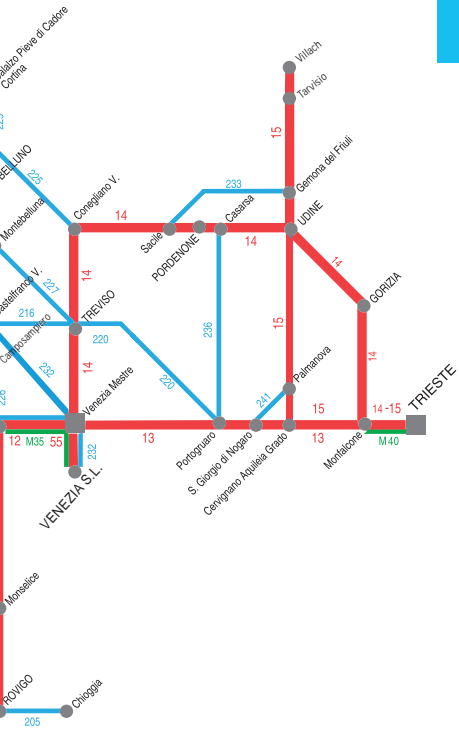 Calalzo Pieve di Cadore
Cortina
Villach
Tarvisio
15
225
BELLUNO
225
233
Gemona del Friuli
Conegliano V.
Montebelluna
14
Sacile
PORDENONE
Casarsa
14
UDINE
14
GORIZIA
Castelfranco V.
227
14
216
TREVISO
220
236
15
Camposampiero
232
14
220
14
226
Venezia Mestre
241
Palmanova
15
14 -15
TRIESTE
12
M35
55
232
13
13
M40
Portogruaro
S. Giorgio di Nogaro
Cervignano Aquileia Grado
Monfalcone
VENEZIA S.L.
Monselice
ROVIGO
Chioggia
205